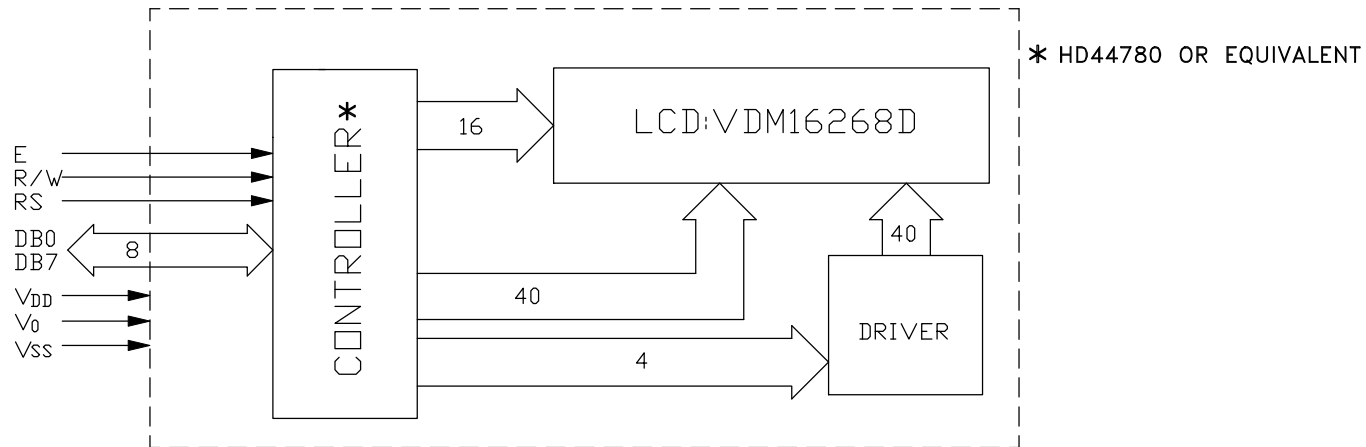 * HD44780 OR EQUIVALENT
LCD:VDM16268D
16
CONTROLLER*
E
R/W
RS
DB0
DB7
8
40
40
VDD
V0
VSS
DRIVER
4